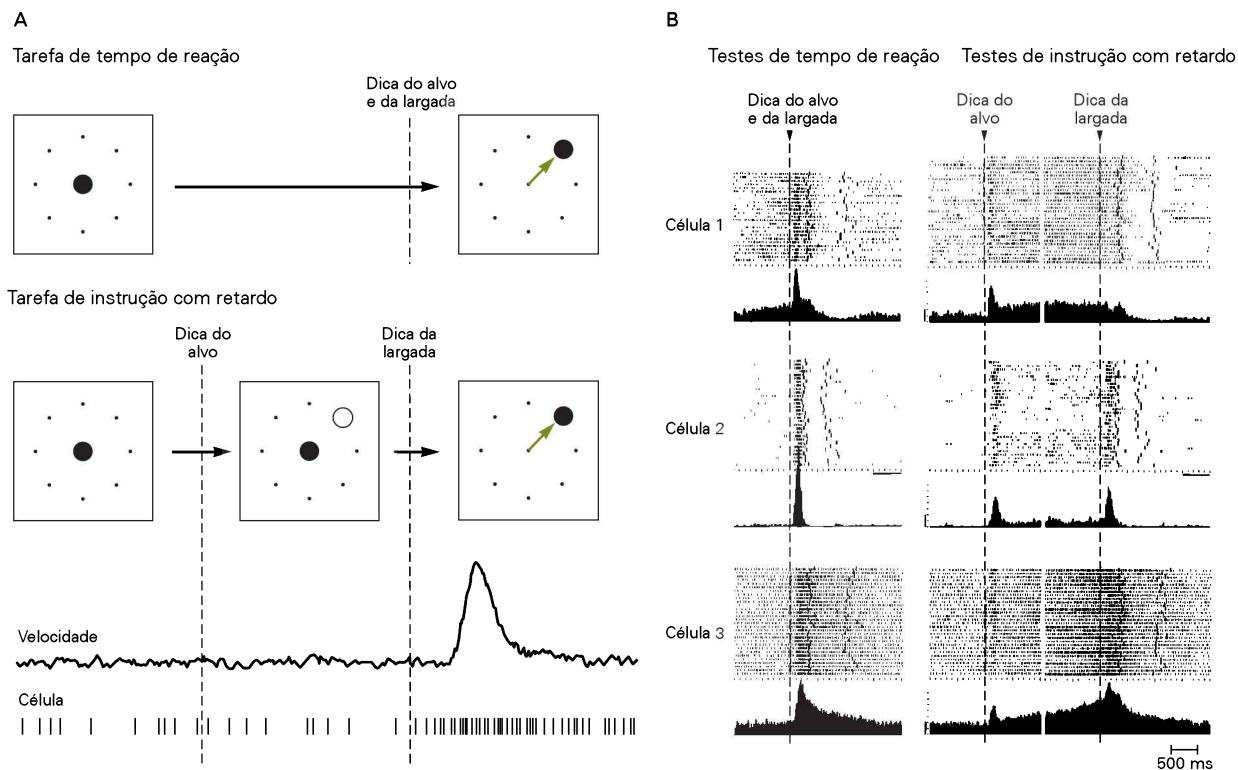 A
Tarefa de tempo de reação
Dica do alvo
e da largada
Tarefa de instrução com retardo
Dica do
alvo
Dica da
largada
Velocidade
Célula
B
Testes de tempo de reação
Testes de instrução com retardo
Dica do alvo
e da largada
Dica do
alvo
Dica da
largada
Célula 1
Célula 2
Célula 3
500 ms